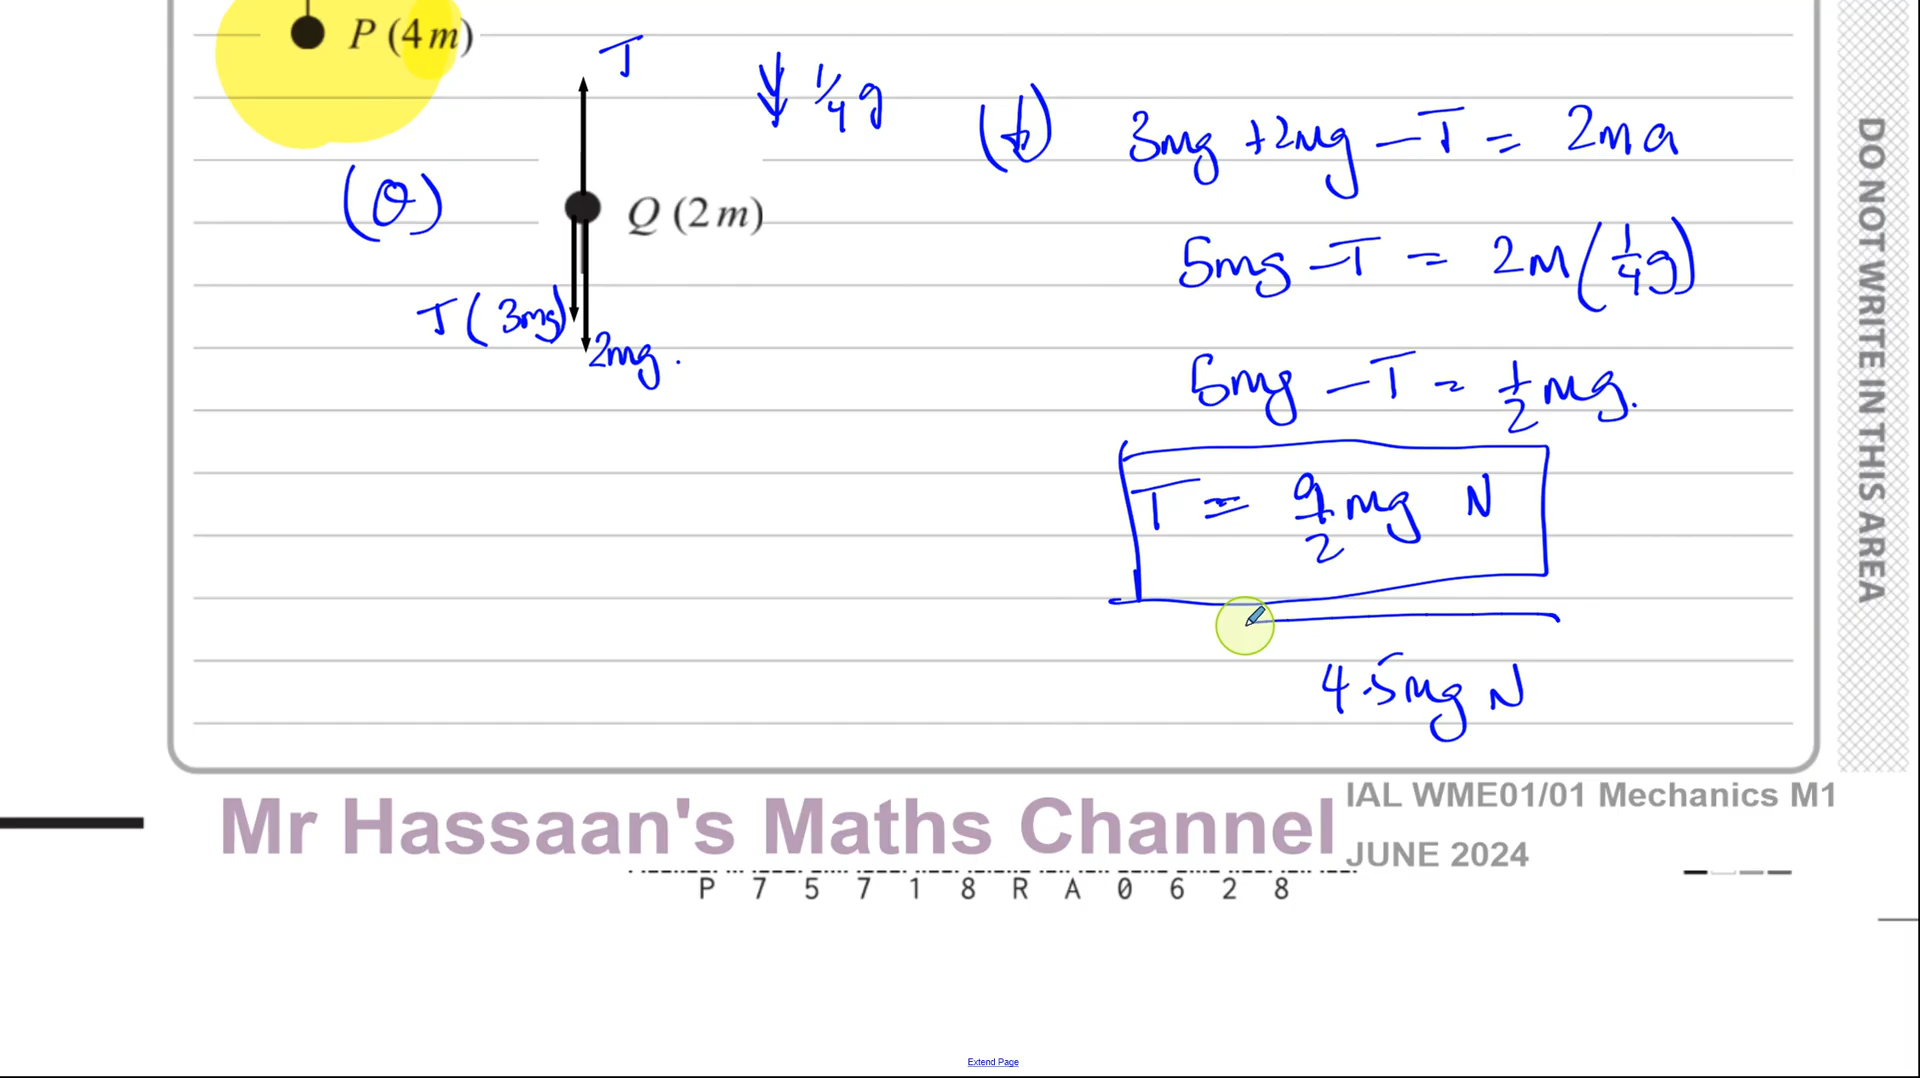 P (4 m)
T
↓ 1/4 g
(b) 3mg + 2mg - T = 2ma
(θ)
Q (2 m)
5mg - T = 2m(1/4 g)
T (3mg)
2mg.
5mg - T = 1/2 mg.
T = 9/2 mg N
4.5mg N
DO NOT WRITE IN THIS AREA
Mr Hassaan's Maths Channel
IAL WME01/01 Mechanics M1
JUNE 2024
P 7 5 7 1 8 R A 0 6 2 8
Extend Page